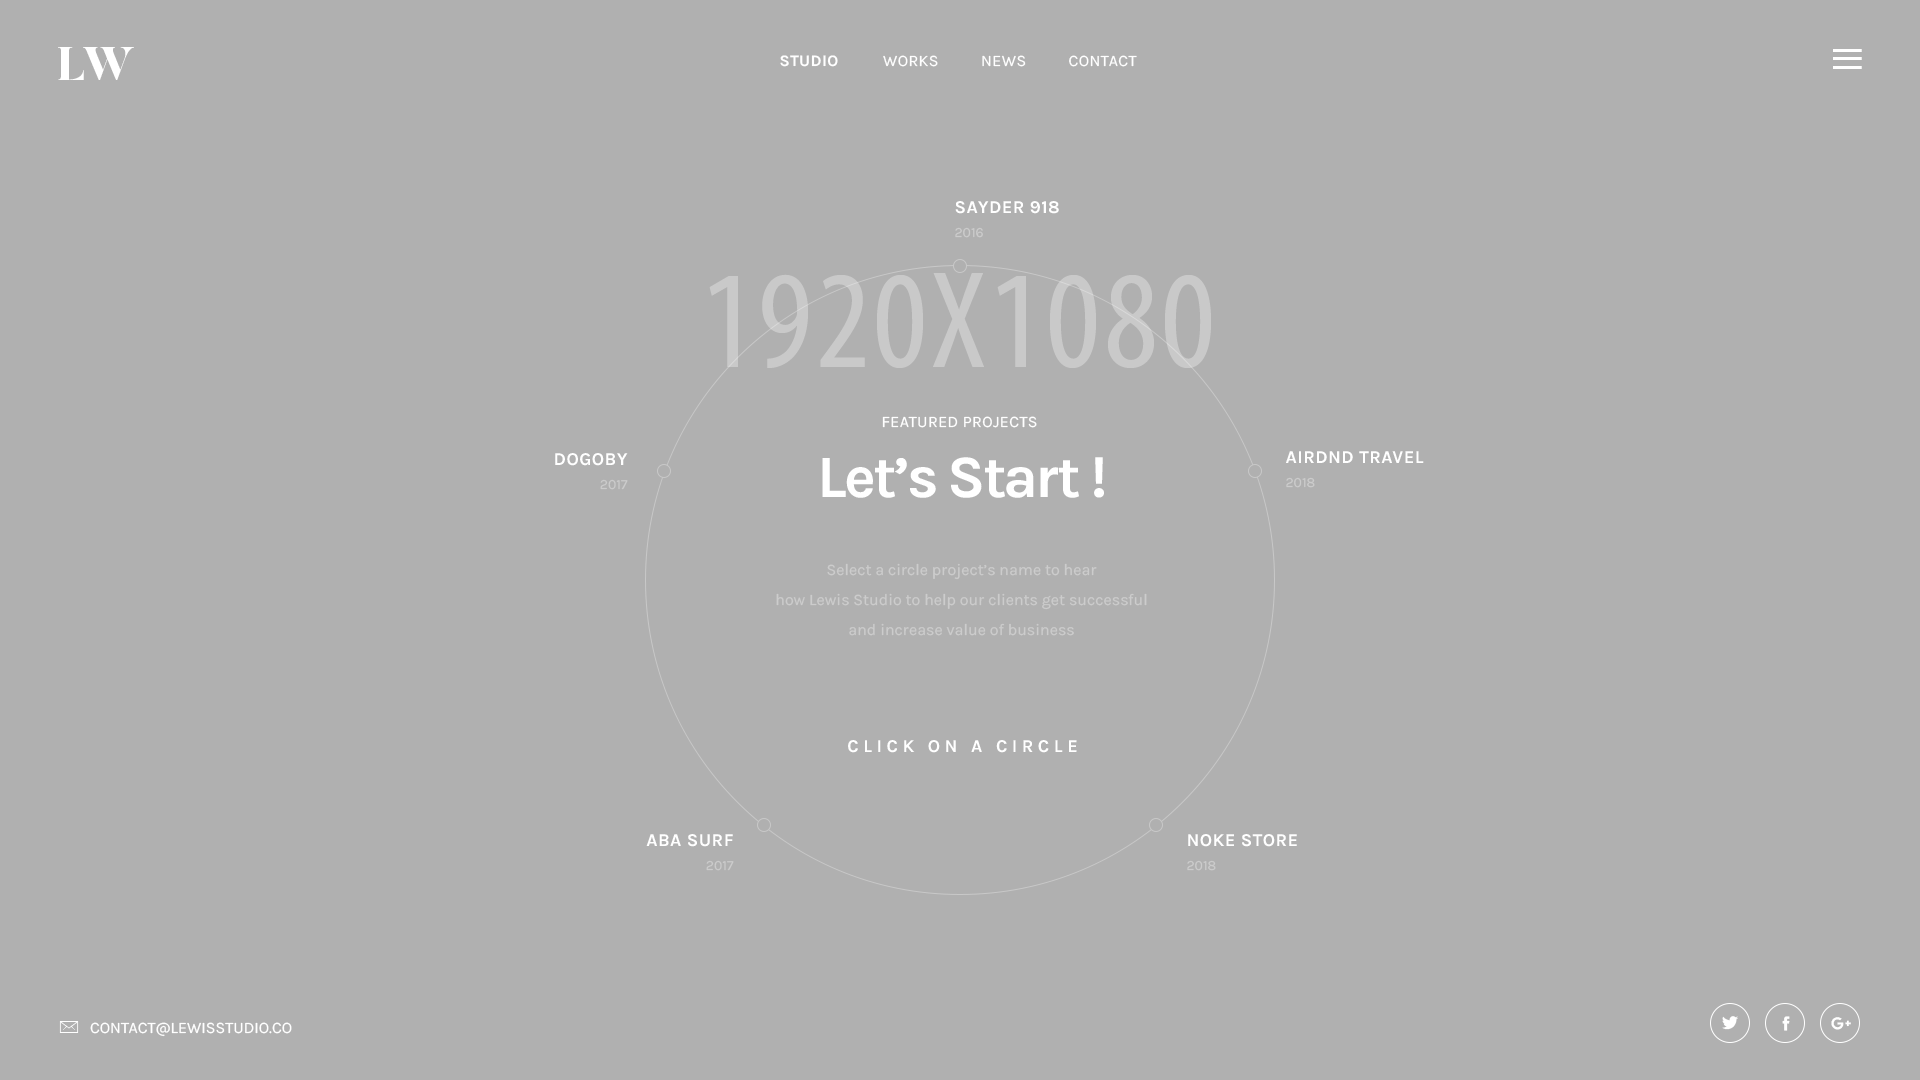 LW
STUDIO
WORKS
NEWS
CONTACT
SAYDER 918
2016
1920X1080
FEATURED PROJECTS
Let’s Start !
DOGOBY
2017
AIRDND TRAVEL
2018
Select a circle project’s name to hear
how Lewis Studio to help our clients get successful
and increase value of business
CLICK ON A CIRCLE
ABA SURF
2017
NOKE STORE
2018
CONTACT@LEWISSTUDIO.CO
f
G+